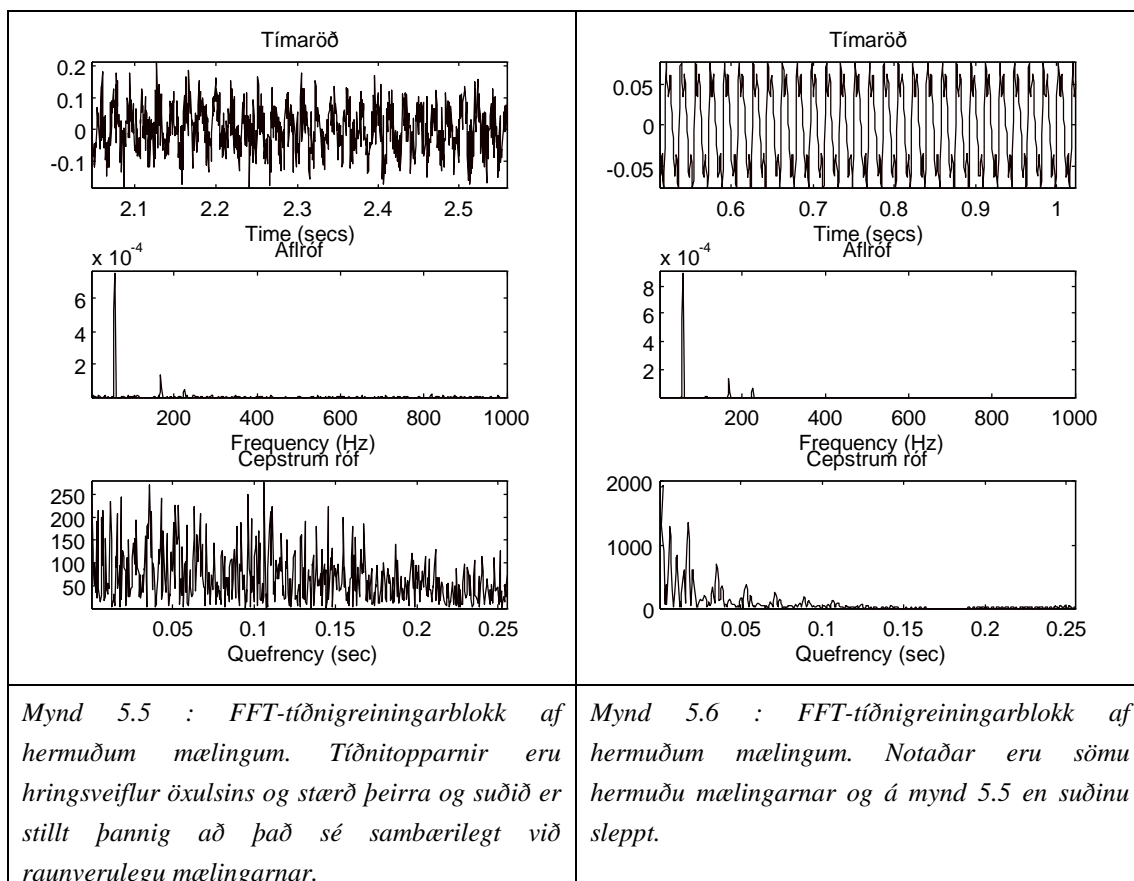 Tímaröð
0.2
0.1
0
-0.1
2.1 2.2 2.3 2.4 2.5
Time (secs)
Aflróf
x 10-4
6
4
2
200 400 600 800 1000
Frequency (Hz)
Cepstrum róf
250
200
150
100
50
0.05 0.1 0.15 0.2 0.25
Quefrency (sec)
Tímaröð
0.05
0
-0.05
0.6 0.7 0.8 0.9 1
Time (secs)
Aflróf
x 10-4
8
6
4
2
200 400 600 800 1000
Frequency (Hz)
Cepstrum róf
2000
1000
0
0.05 0.1 0.15 0.2 0.25
Quefrency (sec)
Mynd 5.5 : FFT-tíðnigreiningarblokk af
hermuðum mælingum. Tíðnitopparnir eru
hringsveiflur öxulsins og stærð þeirra og suðið er
stillt þannig að það sé sambærilegt við
raunverulegu mælingarnar.
Mynd 5.6 : FFT-tíðnigreiningarblokk af
hermuðum mælingum. Notaðar eru sömu
hermuðu mælingarnar og á mynd 5.5 en suðinu
sleppt.